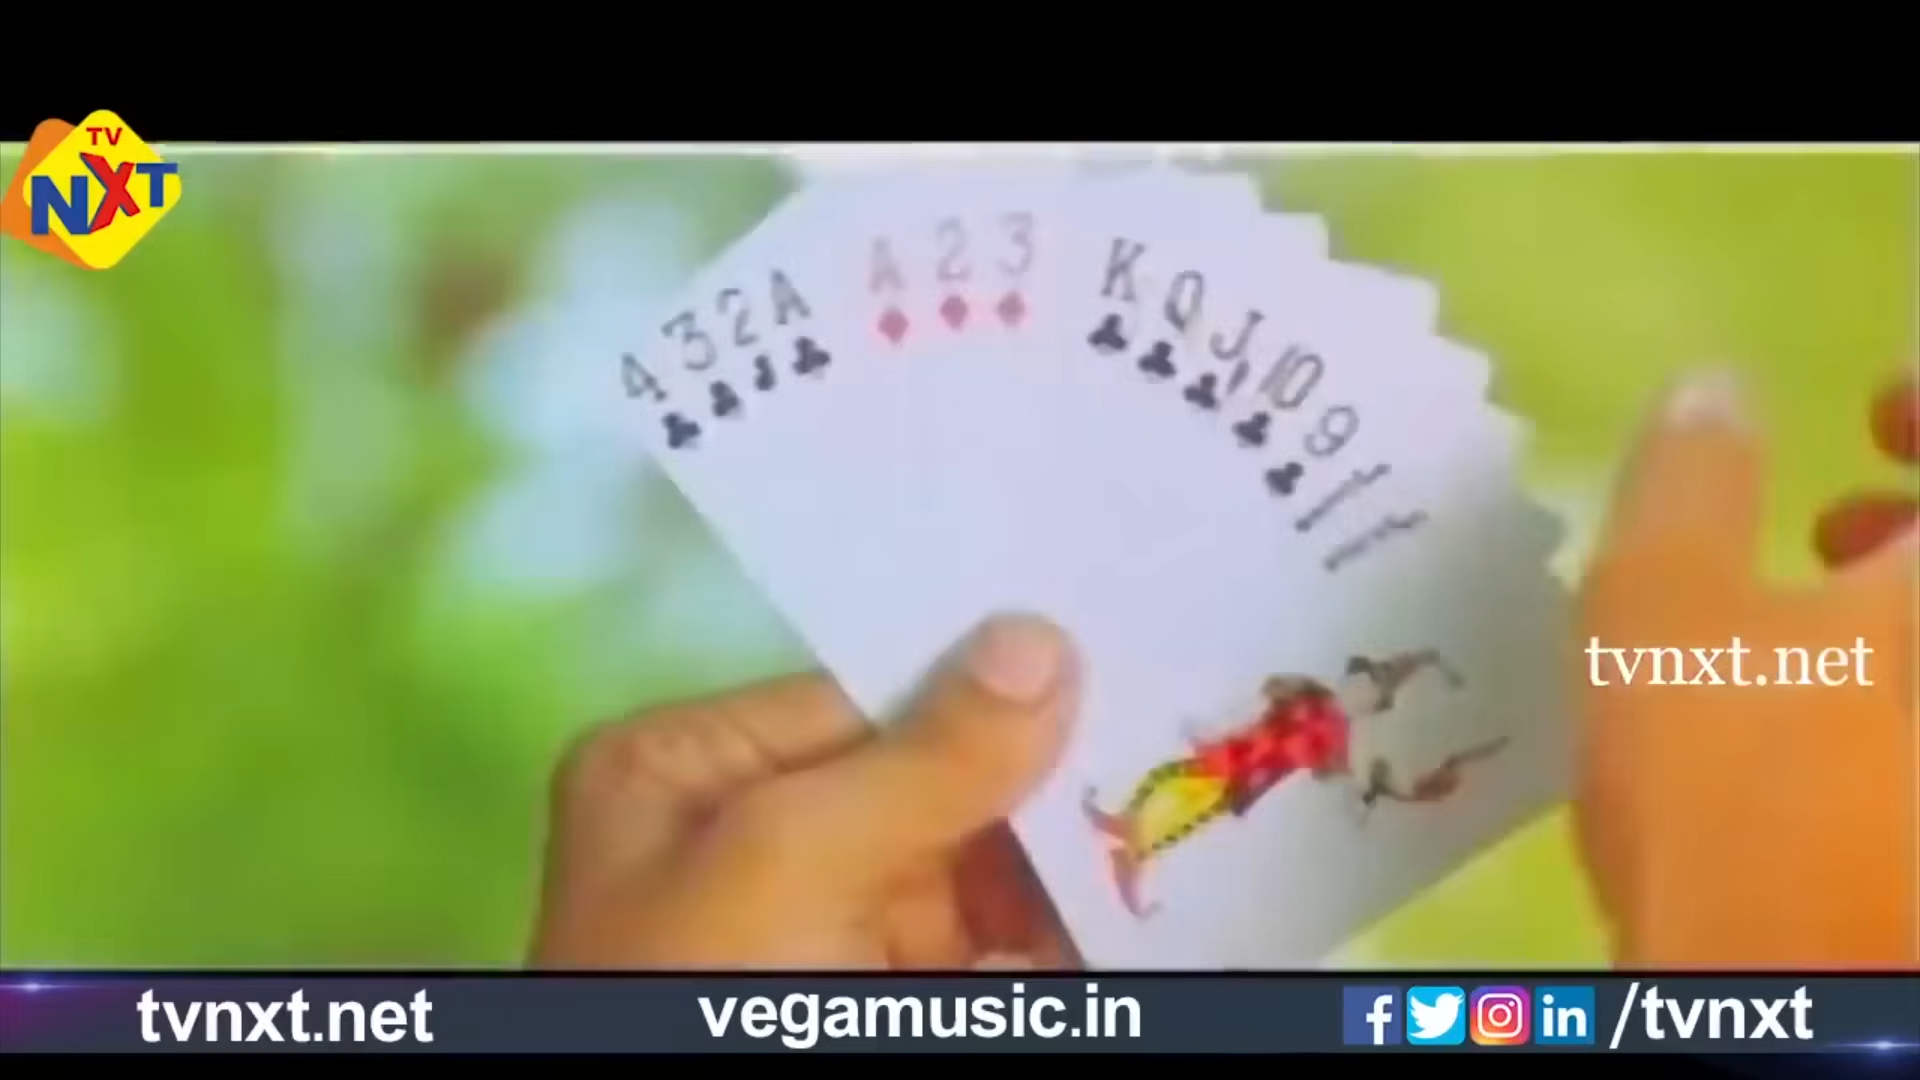 TV
NXT
4 3 2 A A 2 3 K Q J 10 9 J J
tvnxt.net
tvnxt.net vegamusic.in /tvnxt